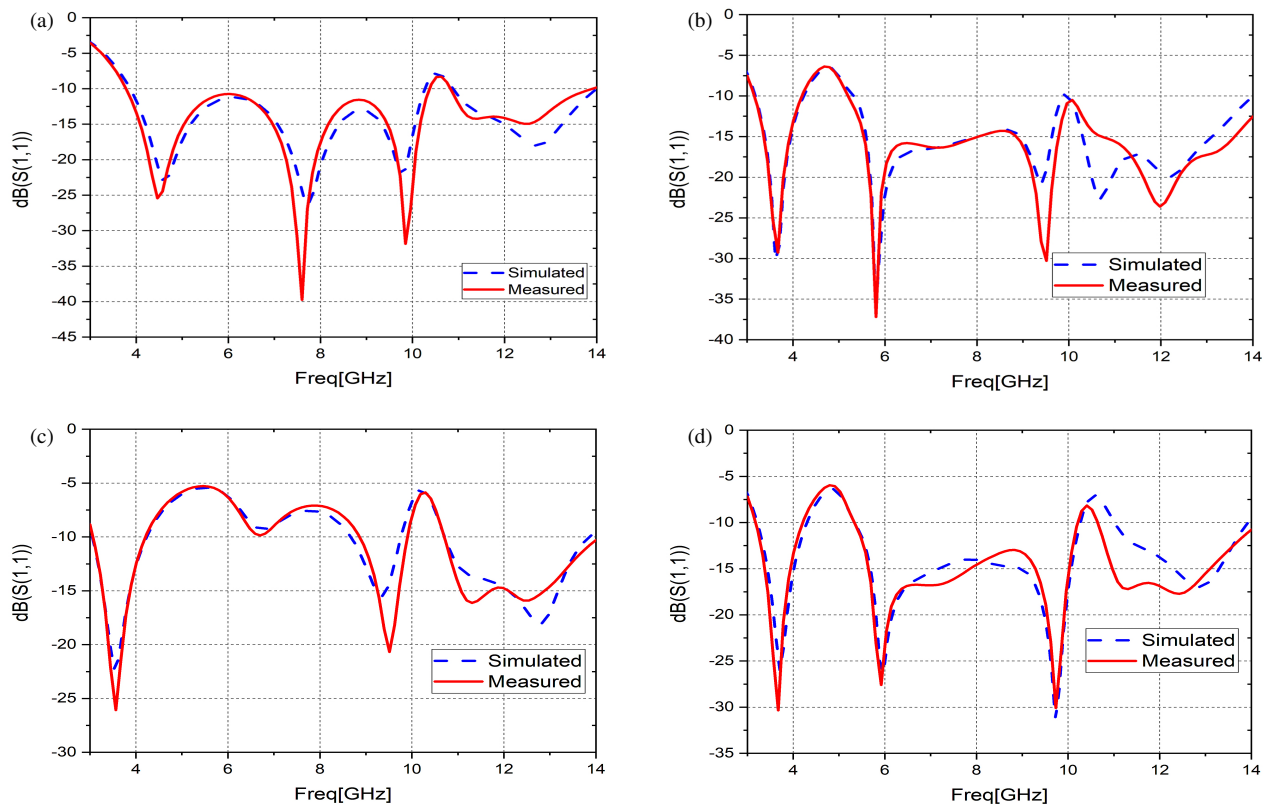 (a)
0
-5
-10
-15
-20
-25
-30
-35
-40
-45
dB(S(1,1))
4 6 8 10 12 14
Freq[GHz]
Simulated
Measured
(b)
0
-5
-10
-15
-20
-25
-30
-35
-40
dB(S(1,1))
4 6 8 10 12 14
Freq[GHz]
Simulated
Measured
(c)
0
-5
-10
-15
-20
-25
-30
dB(S(1,1))
4 6 8 10 12 14
Freq[GHz]
Simulated
Measured
(d)
0
-5
-10
-15
-20
-25
-30
-35
dB(S(1,1))
4 6 8 10 12 14
Freq[GHz]
Simulated
Measured